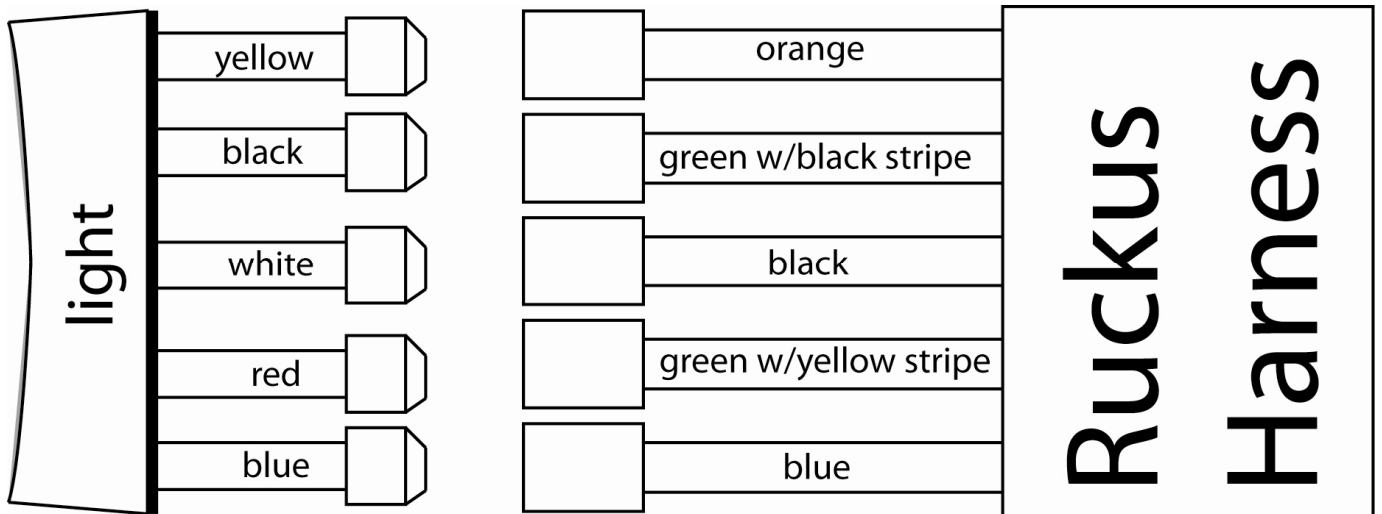 light
yellow
black
white
red
blue
orange
green w/black stripe
black
green w/yellow stripe
blue
Ruckus
Harness